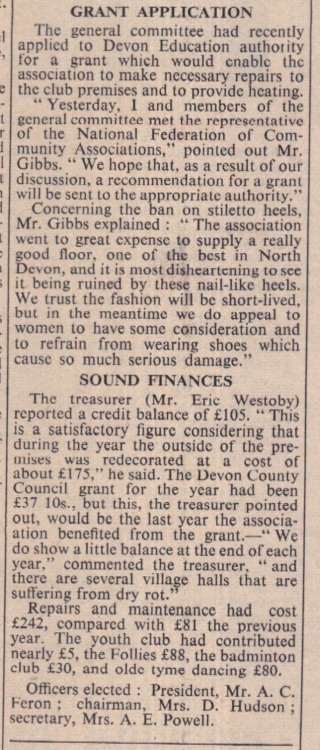 GRANT APPLICATION
The general committee had recently
applied to Devon Education authority
for a grant which would enable the
association to make necessary repairs to
the club premises and to provide heating.
“ Yesterday, I and members of the
general committee met the representative
of the National Federation of Com-
munity Associations,” pointed out Mr.
Gibbs. “ We hope that, as a result of our
discussion, a recommendation for a grant
will be sent to the appropriate authority.”
Concerning the ban on stiletto heels,
Mr. Gibbs explained : “ The association
went to great expense to supply a really
good floor, one of the best in North
Devon, and it is most disheartening to see
it being ruined by these nail-like heels.
We trust the fashion will be short-lived,
but in the meantime we do appeal to
women to have some consideration and
to refrain from wearing shoes which
cause so much serious damage.”
SOUND FINANCES
The treasurer (Mr. Eric Westoby)
reported a credit balance of £105. “ This
is a satisfactory figure considering that
during the year the outside of the pre-
mises was redecorated at a cost of
about £175,” he said. The Devon County
Council grant for the year had been
£37 10s., but this, the treasurer pointed
out, would be the last year the associa-
ation benefited from the grant.—“ We
do show a little balance at the end of each
year,” commented the treasurer, “ and
there are several village halls that are
suffering from dry rot.”
Repairs and maintenance had cost
£242, compared with £81 the previous
year. The youth club had contributed
nearly £5, the Follies £88, the badminton
club £30, and olde tyme dancing £80.
Officers elected : President, Mr. A. C.
Feron ; chairman, Mrs. D. Hudson ;
secretary, Mrs. A. E. Powell.